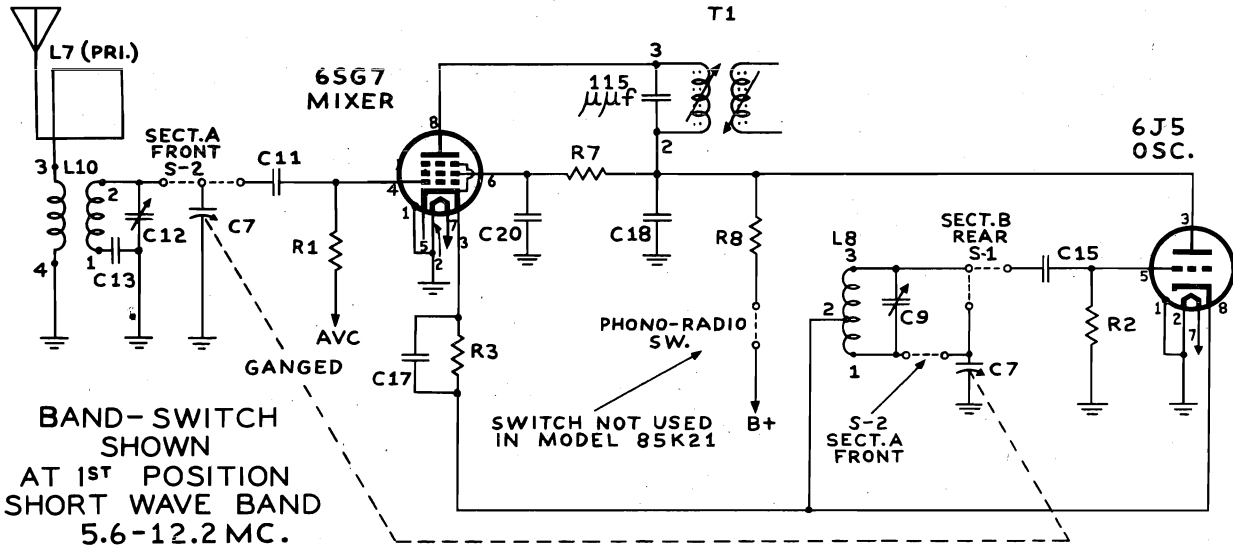 T1
L7 (PRI.)
6SG7
MIXER
115
μμf
3
2
6J5
OSC.
SECT.A
FRONT
S-2
C11
3
L10
2
1
4
C12
C13
C7
R1
AVC
8
4
6
1
5
2
7
3
R7
C20
C18
R8
C17
R3
GANGED
PHONO-RADIO
SW.
SWITCH NOT USED
IN MODEL 85K21
B+
L8
3
2
1
C9
SECT.B
REAR
S-1
C15
C7
S-2
SECT.A
FRONT
R2
3
5
1
2
7
8
BAND-SWITCH
SHOWN
AT 1ST POSITION
SHORT WAVE BAND
5.6-12.2 MC.